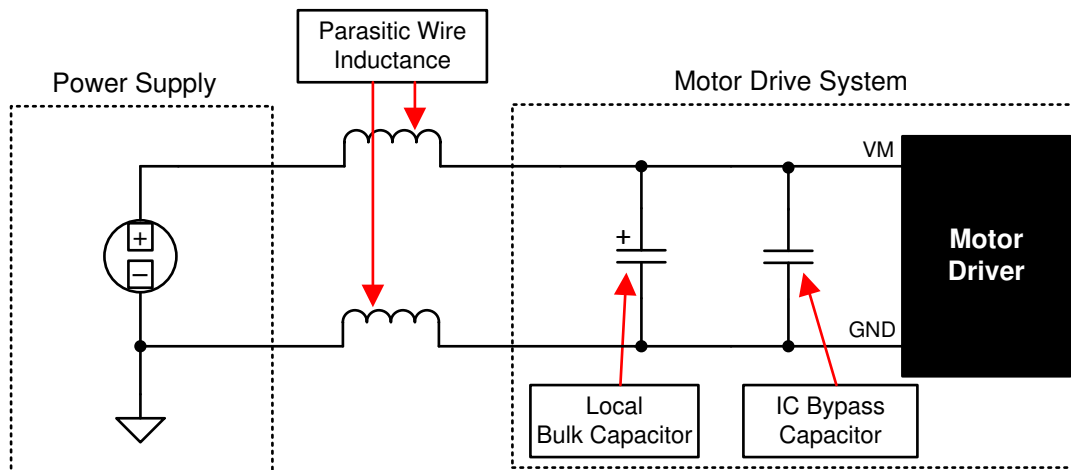 Parasitic Wire
Inductance
Power Supply
Motor Drive System
VM
+
−
+
Motor
Driver
GND
Local
Bulk Capacitor
IC Bypass
Capacitor